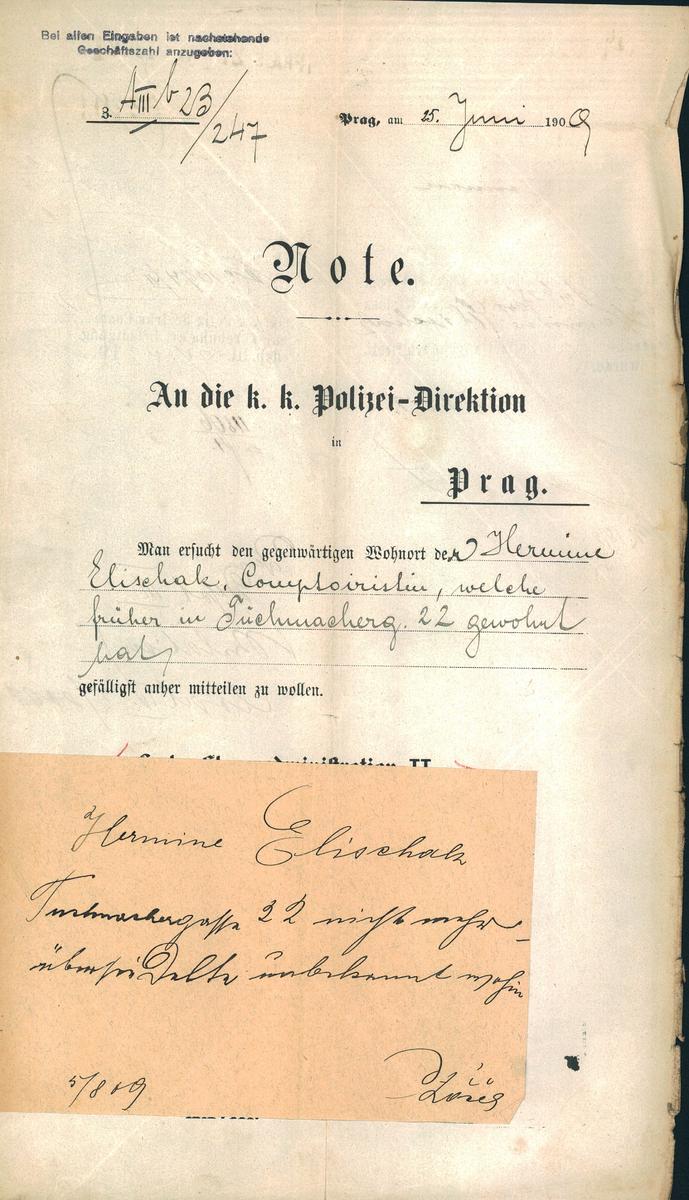 Bei allen Eingaben ist nachstehende
Geschäftszahl anzugeben:
Z. AIII b 23/247
Prag, am 25. Juni 1909
Note.
An die k. k. Polizei-Direktion
in
Prag.
Man ersucht den gegenwärtigen Wohnort der Hermine
Elischak, Comptoiristin, welche
früher in Tuchmacherg. 22 gewohnt
hat,
gefälligst anher mitteilen zu wollen.
II
Hermine Elischak
Tuchmachergasse 22 nicht mehr
übersiedelte unbekannt wohin
5/8 09